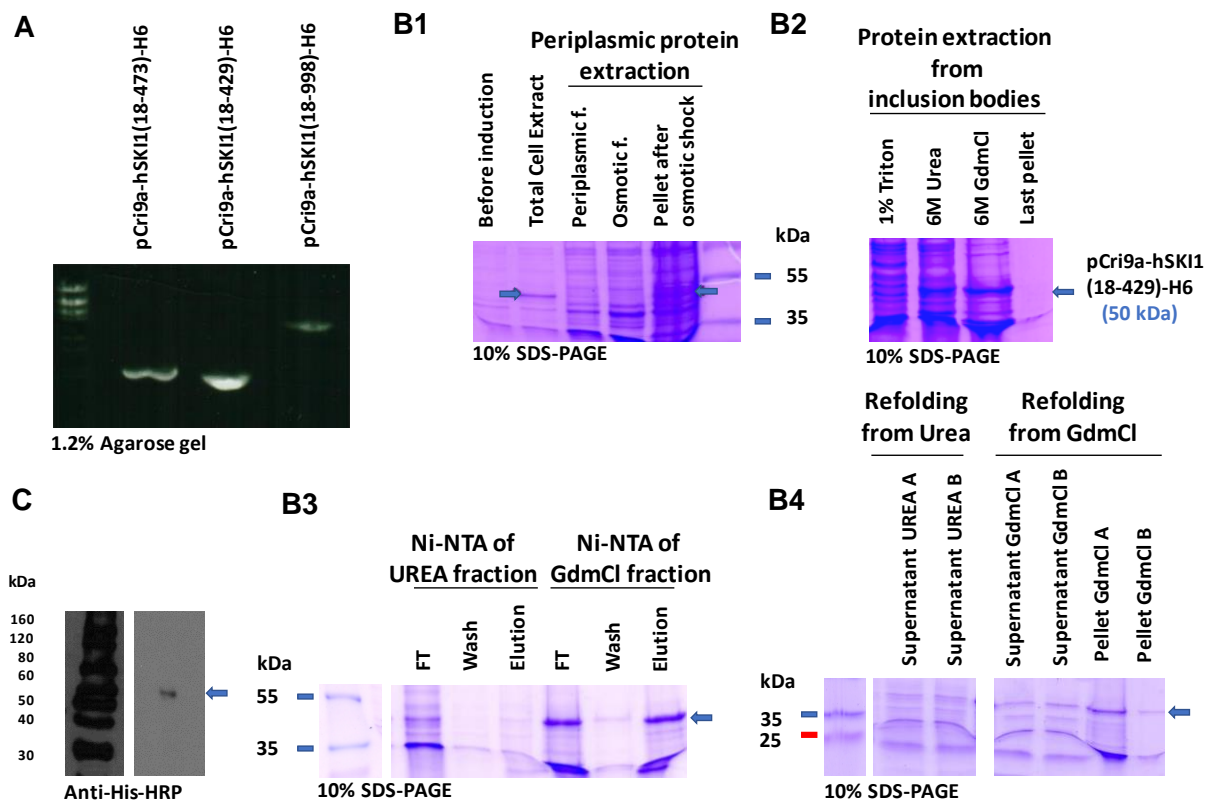 A
pCri9a-hSKI1(18-473)-H6
pCri9a-hSKI1(18-429)-H6
pCri9a-hSKI1(18-998)-H6
1.2% Agarose gel
B1
Periplasmic protein
extraction
Before induction
Total Cell Extract
Periplasmic f.
Osmotic f.
Pellet after
osmotic shock
kDa
55
35
10% SDS-PAGE
B2
Protein extraction
from
inclusion bodies
1% Triton
6M Urea
6M GdmCl
Last pellet
pCri9a-hSKI1
(18-429)-H6
(50 kDa)
10% SDS-PAGE
C
kDa
160
120
80
60
50
40
30
Anti-His-HRP
B3
Ni-NTA of
UREA fraction
Ni-NTA of
GdmCl fraction
FT
Wash
Elution
FT
Wash
Elution
kDa
55
35
10% SDS-PAGE
B4
Refolding
from Urea
Refolding
from GdmCl
Supernatant UREA A
Supernatant UREA B
Supernatant GdmCl A
Supernatant GdmCl B
Pellet GdmCl A
Pellet GdmCl B
kDa
35
25
10% SDS-PAGE